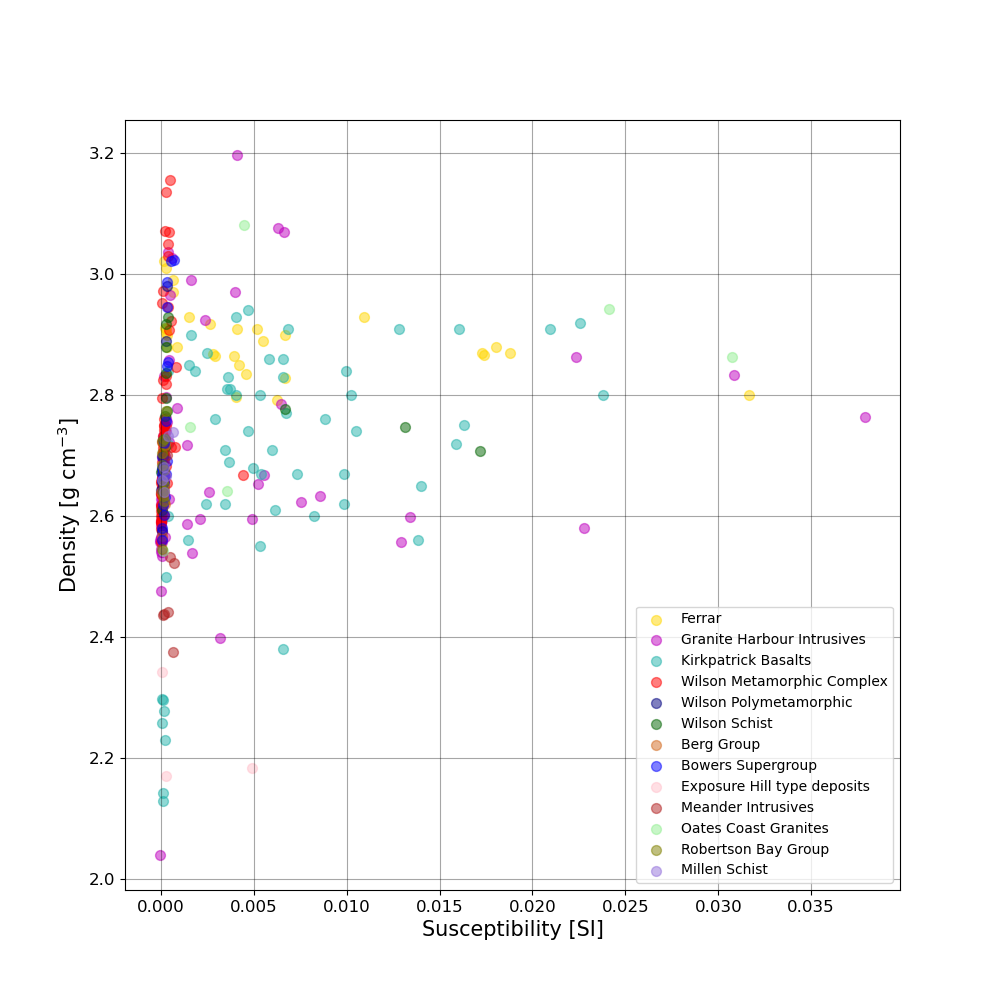 3.2
3.0
2.8
2.6
2.4
2.2
2.0
Density [g cm⁻³]
0.000 0.005 0.010 0.015 0.020 0.025 0.030 0.035
Susceptibility [SI]
Ferrar
Granite Harbour Intrusives
Kirkpatrick Basalts
Wilson Metamorphic Complex
Wilson Polymetamorphic
Wilson Schist
Berg Group
Bowers Supergroup
Exposure Hill type deposits
Meander Intrusives
Oates Coast Granites
Robertson Bay Group
Millen Schist